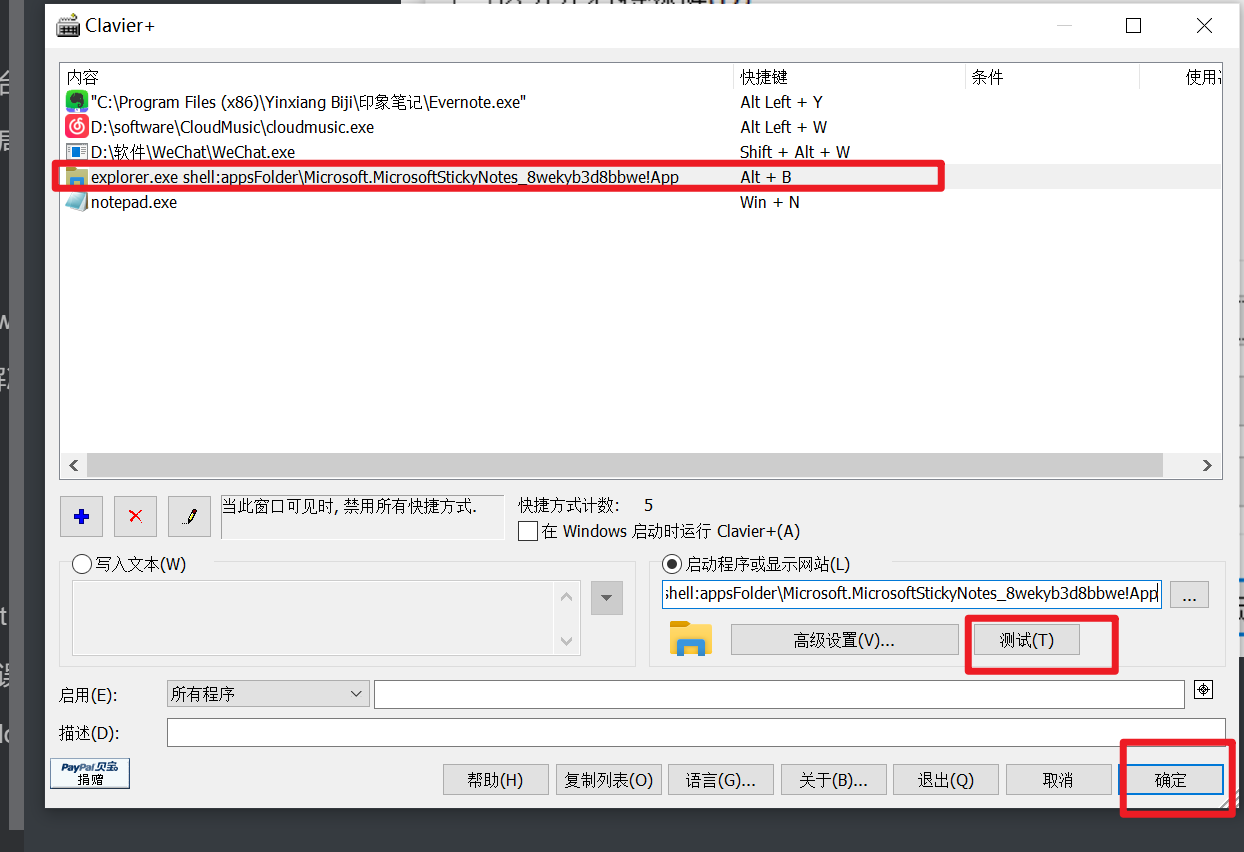 Clavier+
内容 快捷键 条件 使用
"C:\Program Files (x86)\Yinxiang Biji\印象笔记\Evernote.exe" Alt Left + Y
D:\software\CloudMusic\cloudmusic.exe Alt Left + W
D:\软件\WeChat\WeChat.exe Shift + Alt + W
explorer.exe shell:appsFolder\Microsoft.MicrosoftStickyNotes_8wekyb3d8bbwe!App Alt + B
notepad.exe Win + N
当此窗口可见时, 禁用所有快捷方式. 快捷方式计数: 5
在 Windows 启动时运行 Clavier+(A)
写入文本(W) 启动程序或显示网站(L)
shell:appsFolder\Microsoft.MicrosoftStickyNotes_8wekyb3d8bbwe!App ...
高级设置(V)... 测试(T)
启用(E): 所有程序
描述(D):
PayPal 贝宝
捐赠
帮助(H) 复制列表(O) 语言(G)... 关于(B)... 退出(Q) 取消 确定